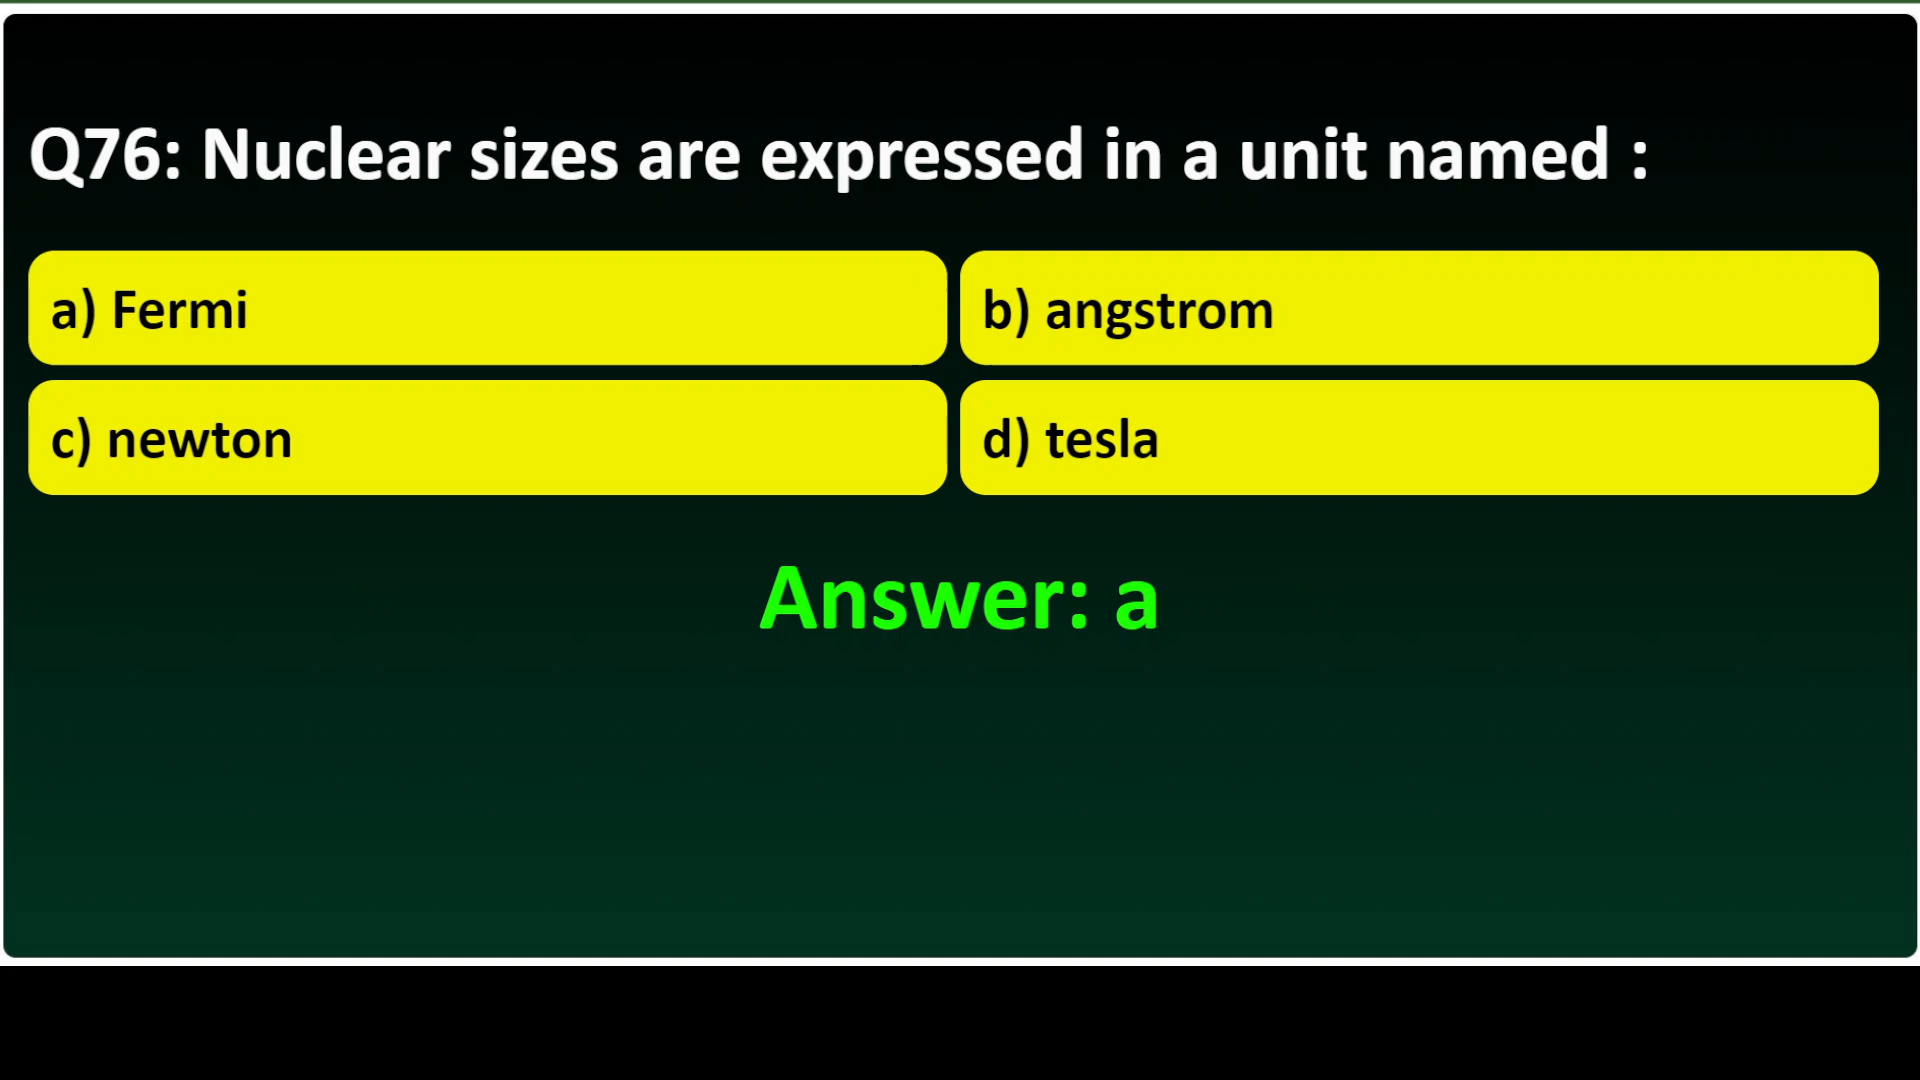 Q76: Nuclear sizes are expressed in a unit named :
a) Fermi
b) angstrom
c) newton
d) tesla
Answer: a